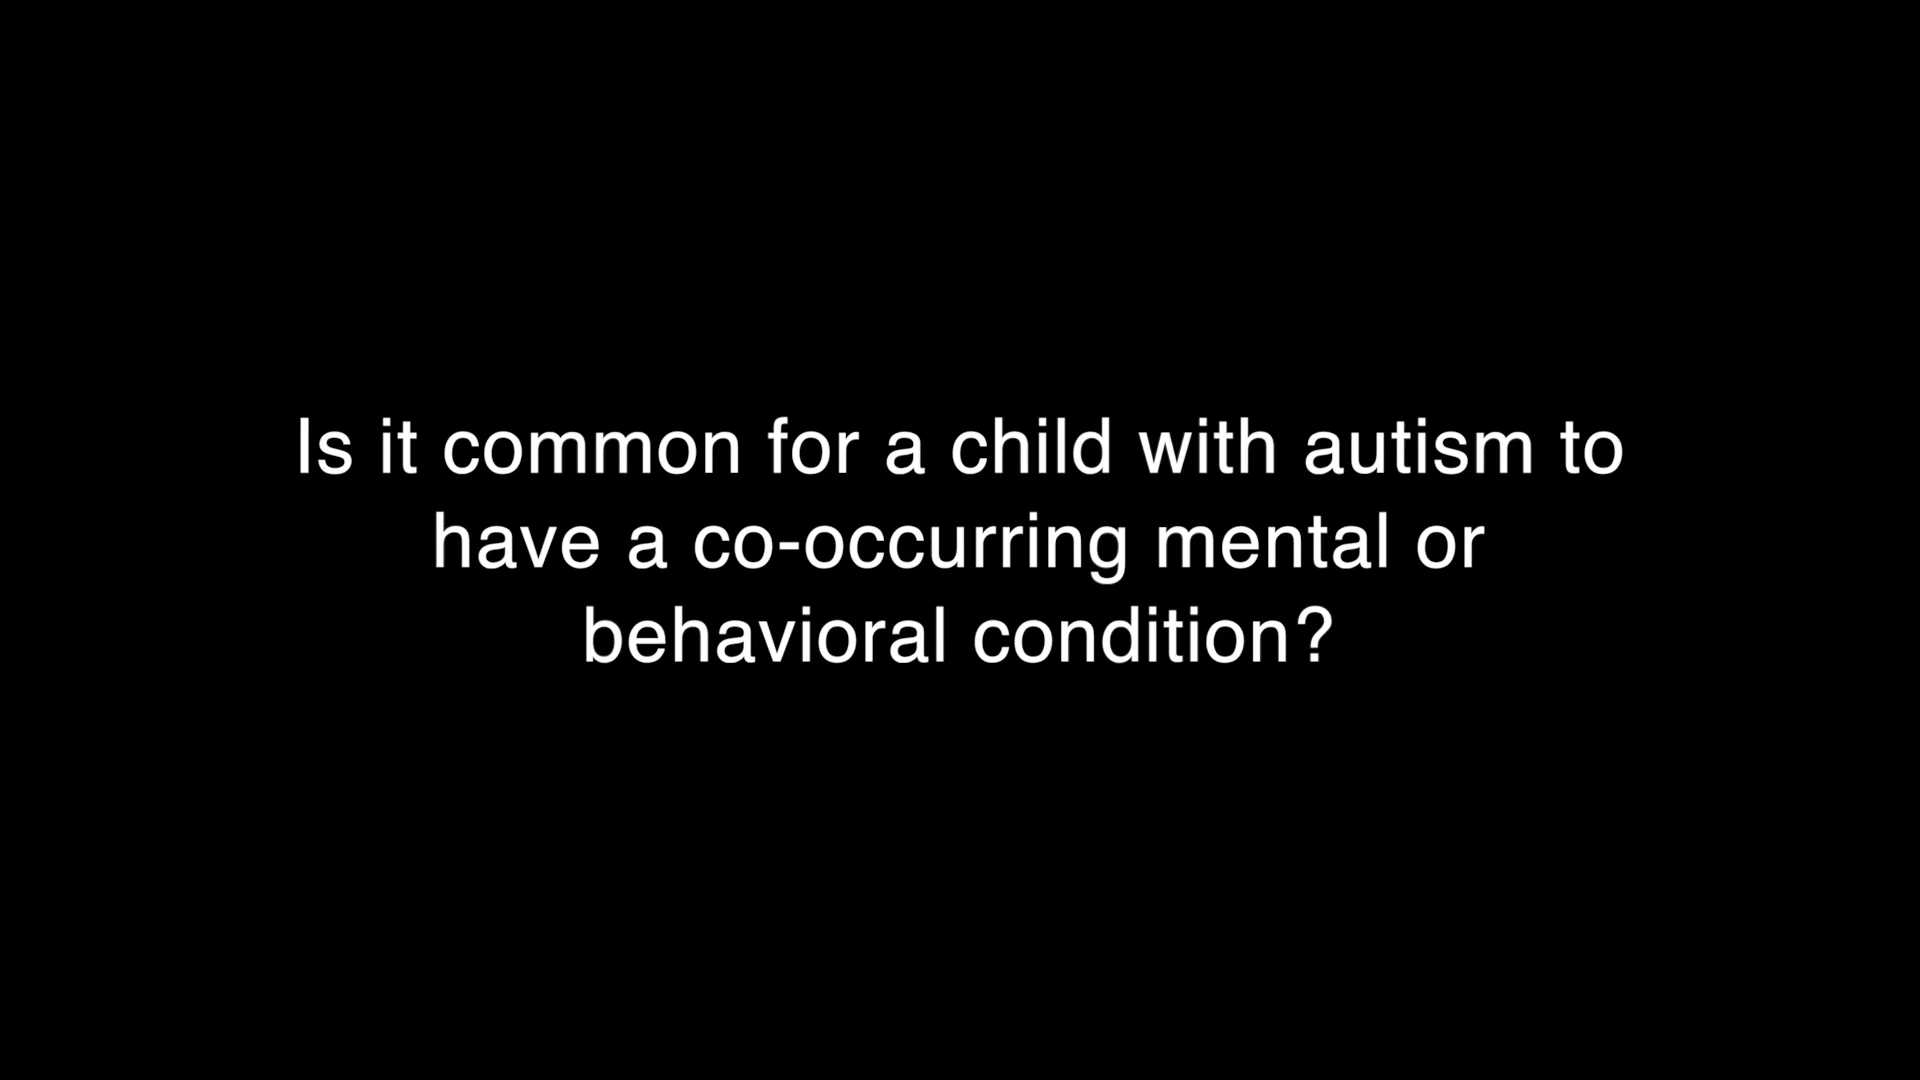 Is it common for a child with autism to
have a co-occurring mental or
behavioral condition?